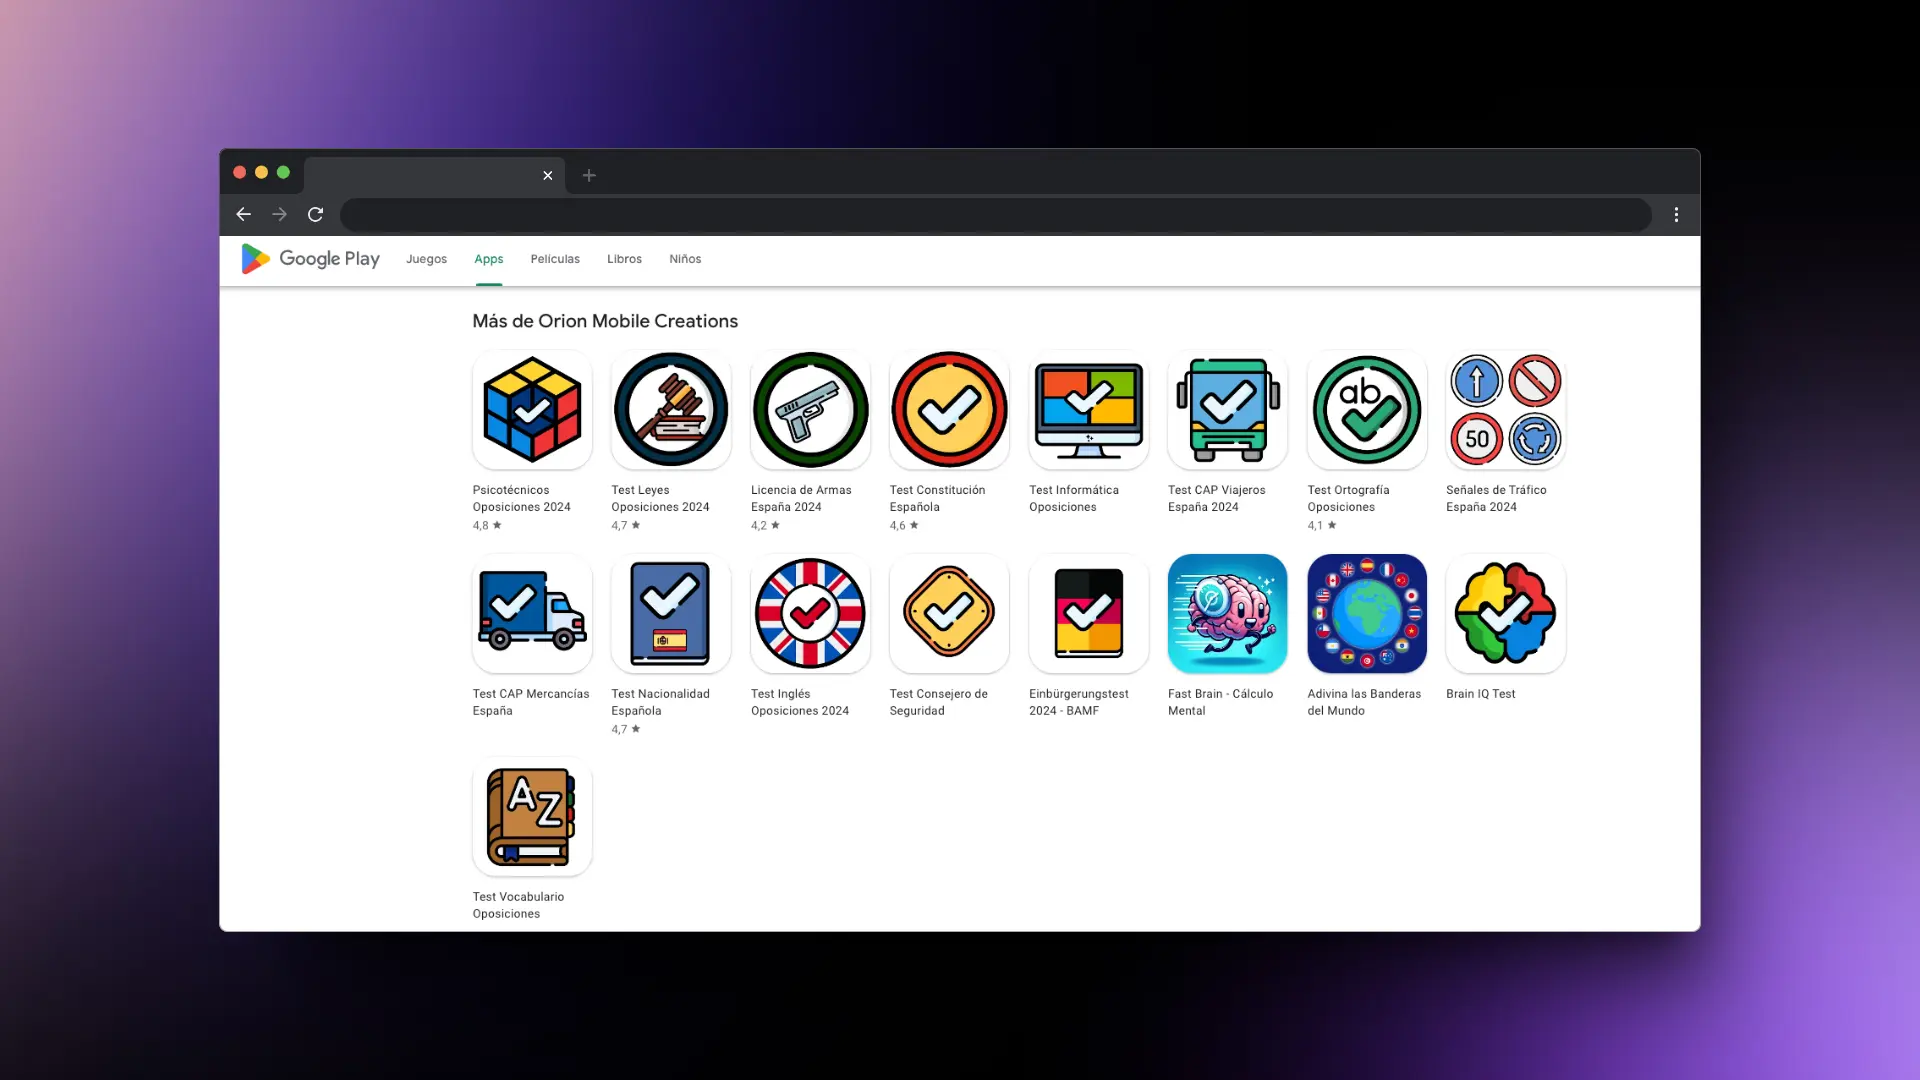 Google Play Juegos Apps Películas Libros Niños
Más de Orion Mobile Creations
ab
50
Psicotécnicos
Oposiciones 2024
4,8 ★
Test Leyes
Oposiciones 2024
4,7 ★
Licencia de Armas
España 2024
4,2 ★
Test Constitución
Española
4,6 ★
Test Informática
Oposiciones
Test CAP Viajeros
España 2024
Test Ortografía
Oposiciones
4,1 ★
Señales de Tráfico
España 2024
Test CAP Mercancías
España
Test Nacionalidad
Española
4,7 ★
Test Inglés
Oposiciones 2024
Test Consejero de
Seguridad
Einbürgerungstest
2024 - BAMF
Fast Brain - Cálculo
Mental
Adivina las Banderas
del Mundo
Brain IQ Test
AZ
Test Vocabulario
Oposiciones